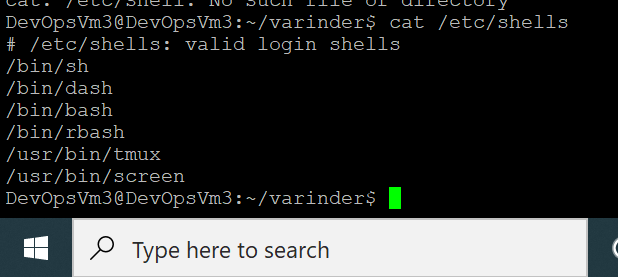 cat: /etc/shell: No such file or directory
DevOpsVm3@DevOpsVm3:~/varinder$ cat /etc/shells
# /etc/shells: valid login shells
/bin/sh
/bin/dash
/bin/bash
/bin/rbash
/usr/bin/tmux
/usr/bin/screen
DevOpsVm3@DevOpsVm3:~/varinder$
Type here to search